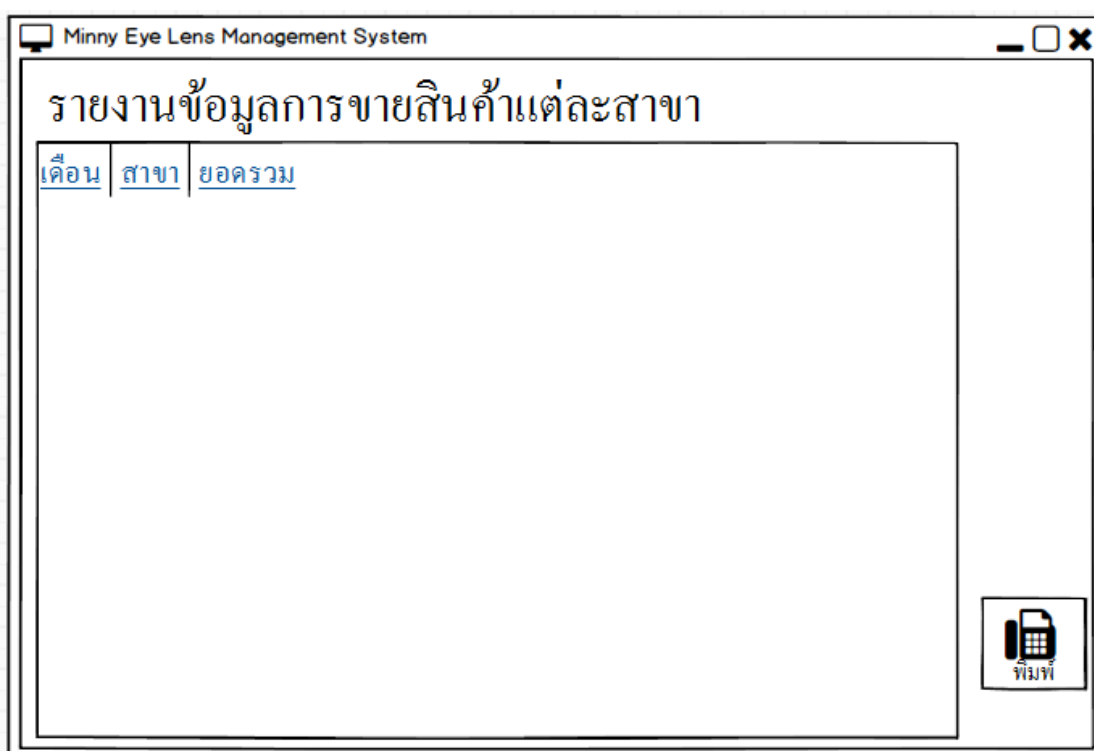 Minny Eye Lens Management System
รายงานข้อมูลการขายสินค้าแต่ละสาขา
เดือน สาขา ยอดรวม
พิมพ์